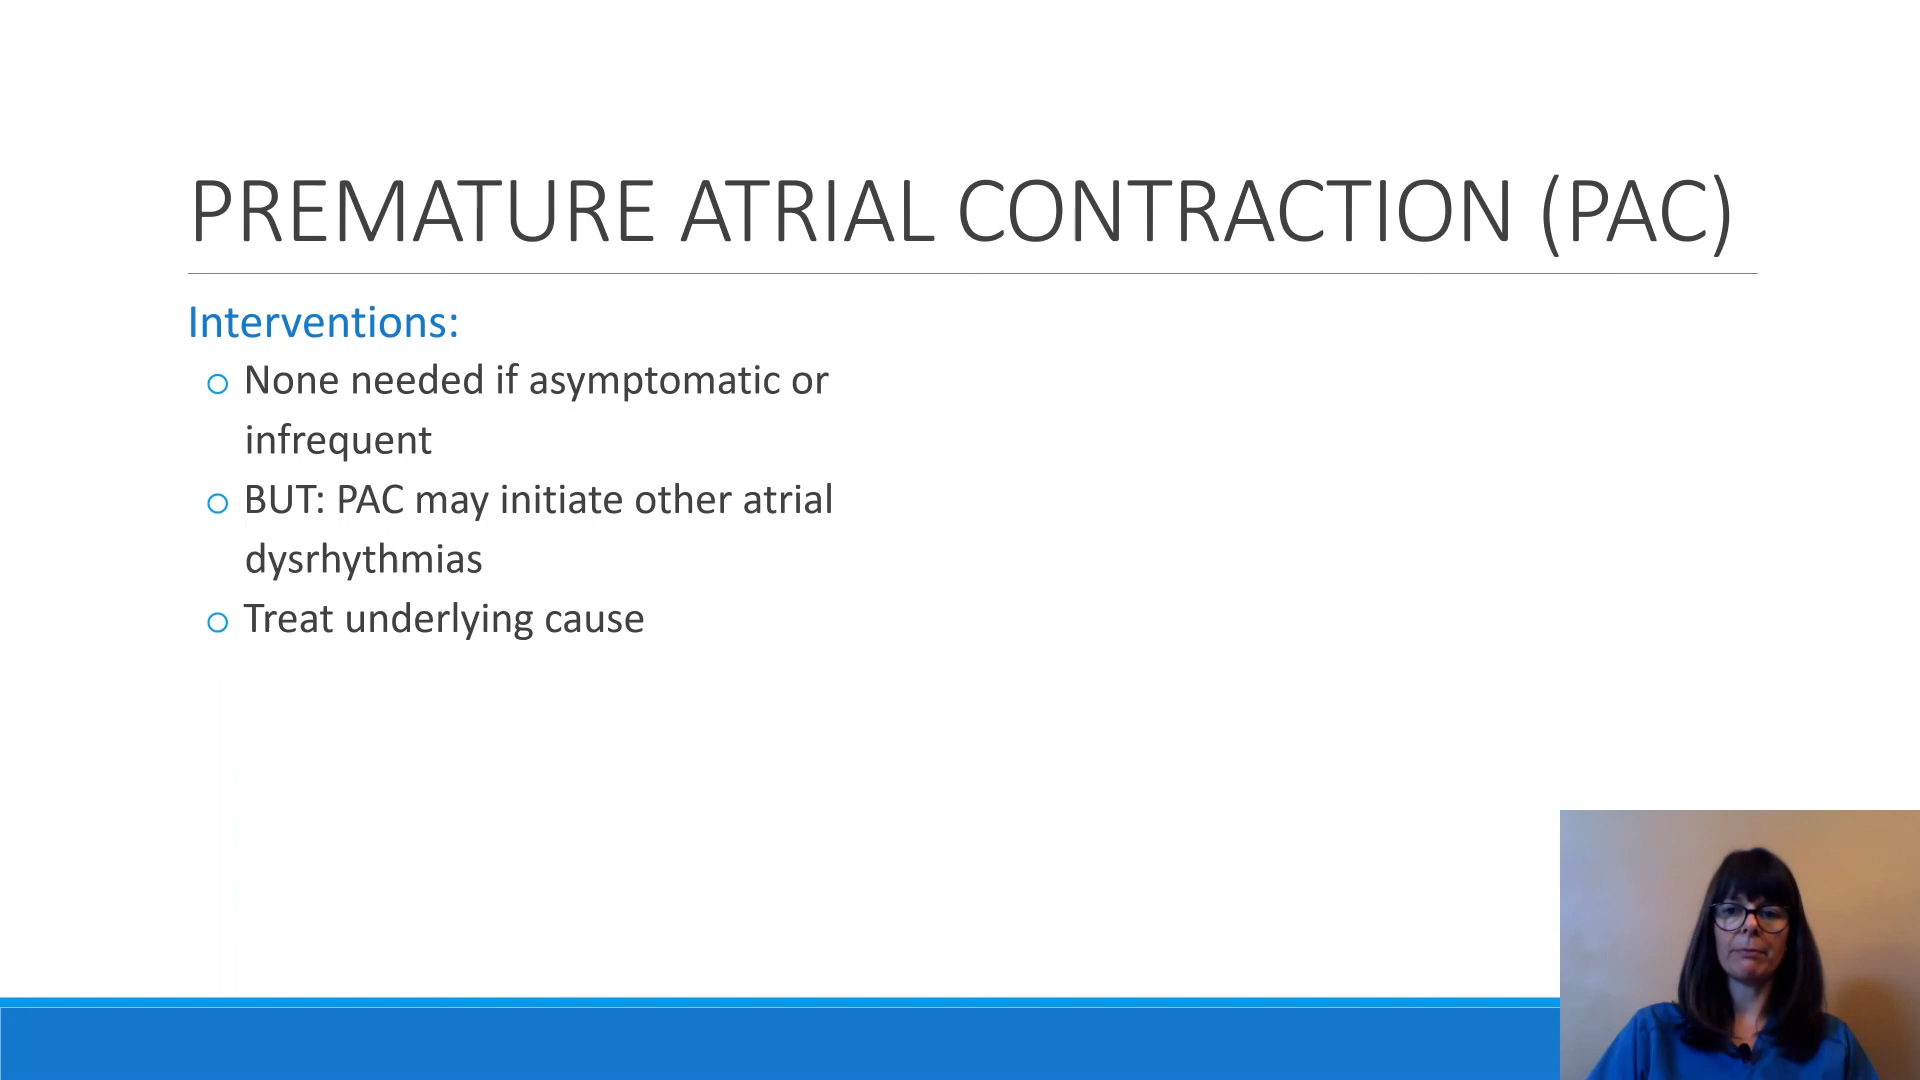 PREMATURE ATRIAL CONTRACTION (PAC)
Interventions:
o None needed if asymptomatic or
infrequent
o BUT: PAC may initiate other atrial
dysrhythmias
o Treat underlying cause